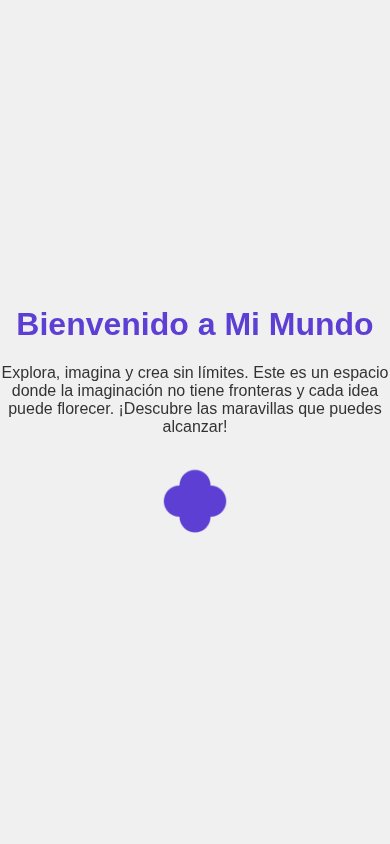 Bienvenido a Mi Mundo
Explora, imagina y crea sin límites. Este es un espacio
donde la imaginación no tiene fronteras y cada idea
puede florecer. ¡Descubre las maravillas que puedes
alcanzar!